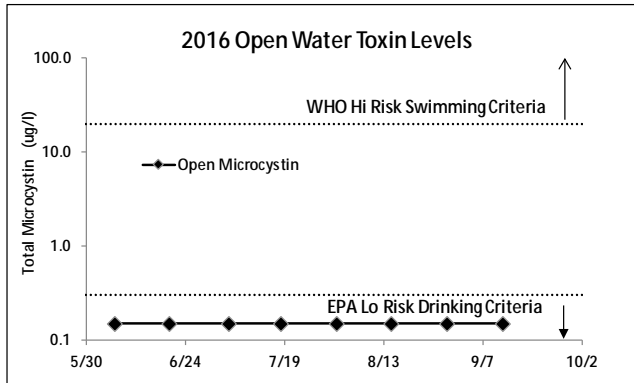 2016 Open Water Toxin Levels
100.0
WHO Hi Risk Swimming Criteria
10.0
Open Microcystin
Total Microcystin (ug/l)
1.0
EPA Lo Risk Drinking Criteria
0.1
5/30 6/24 7/19 8/13 9/7 10/2